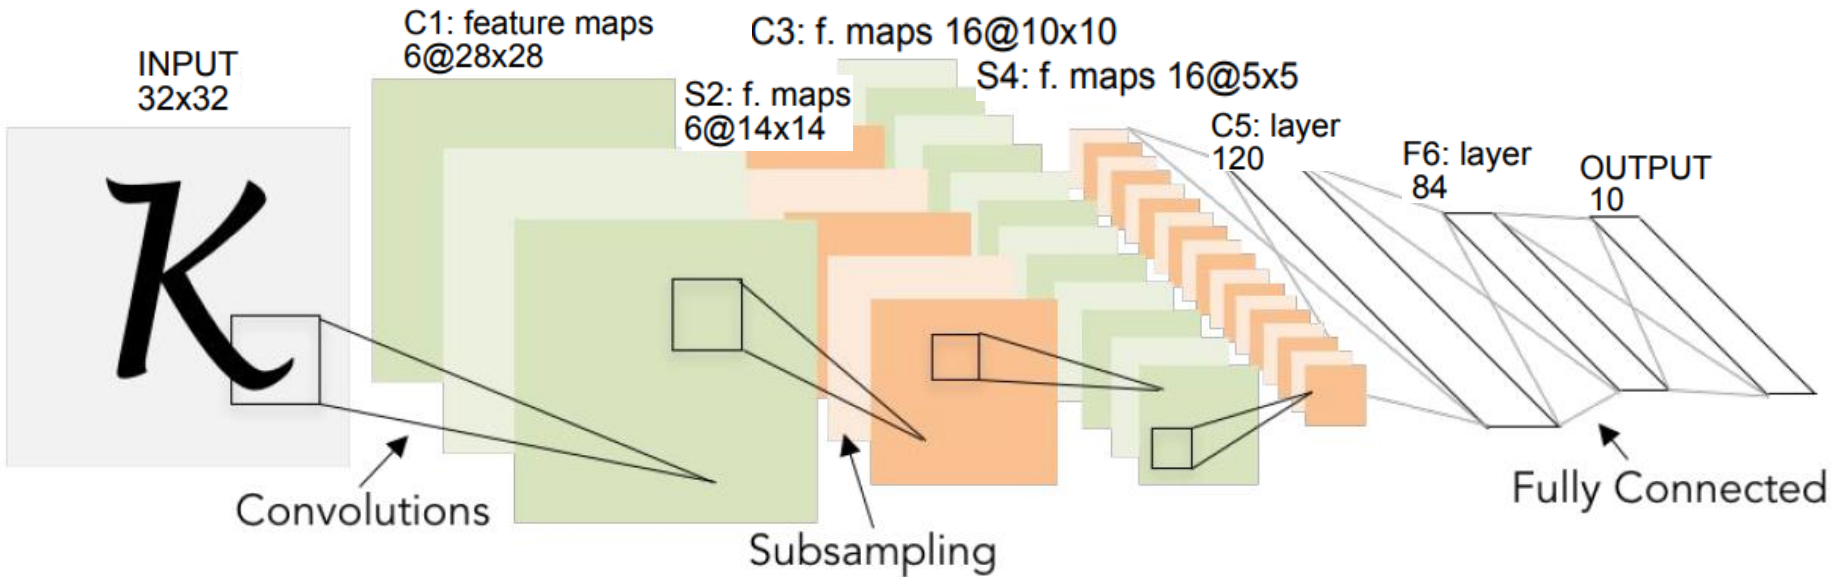 INPUT
32x32
K
C1: feature maps
6@28x28
S2: f. maps
6@14x14
C3: f. maps 16@10x10
S4: f. maps 16@5x5
C5: layer
120
F6: layer
84
OUTPUT
10
Convolutions
Subsampling
Fully Connected